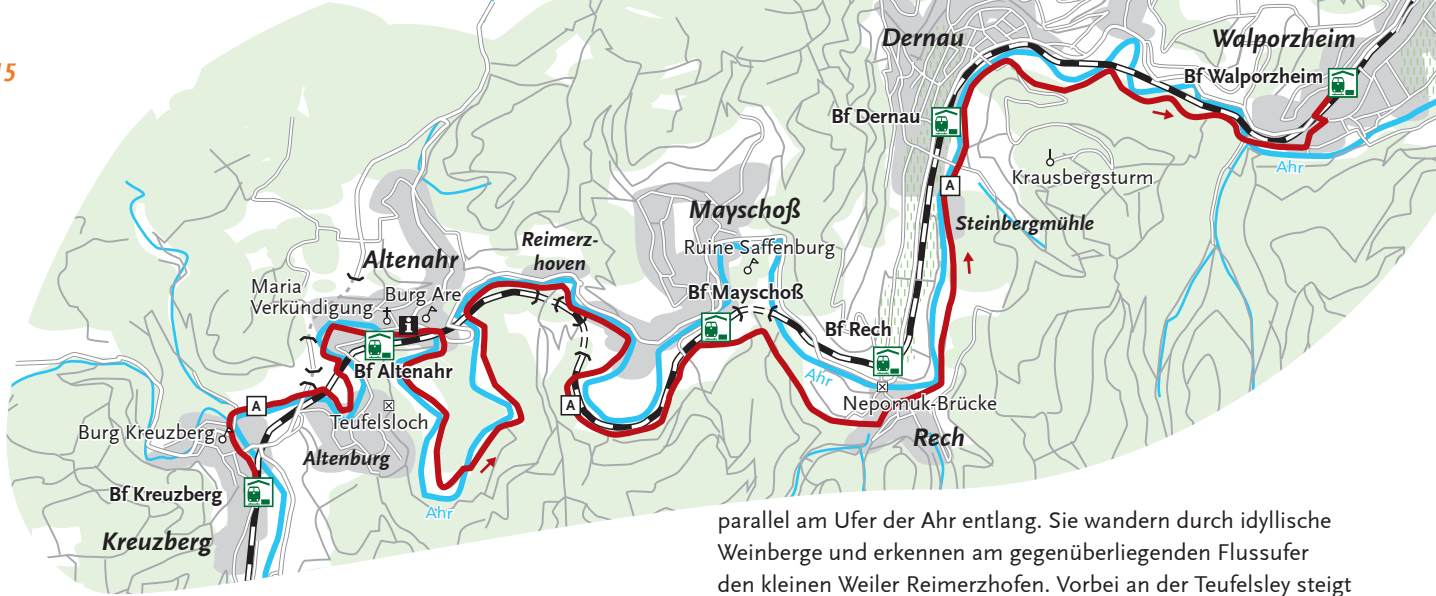 15
Dernau
Walporzheim
Bf Walporzheim
Bf Dernau
Krausbergsturm
Ahr
A
Mayschoß
Steinbergmühle
Reimerz-
hoven
Ruine Saffenburg
Altenahr
Maria
Verkündigung
Burg Are
i
Bf Mayschoß
Bf Rech
Bf Altenahr
Ahr
A
A
Nepomuk-Brücke
Teufelsloch
Burg Kreuzberg
Rech
Altenburg
Bf Kreuzberg
Ahr
Kreuzberg
parallel am Ufer der Ahr entlang. Sie wandern durch idyllische
Weinberge und erkennen am gegenüberliegenden Flussufer
den kleinen Weiler Reimerzhofen. Vorbei an der Teufelsley steigt